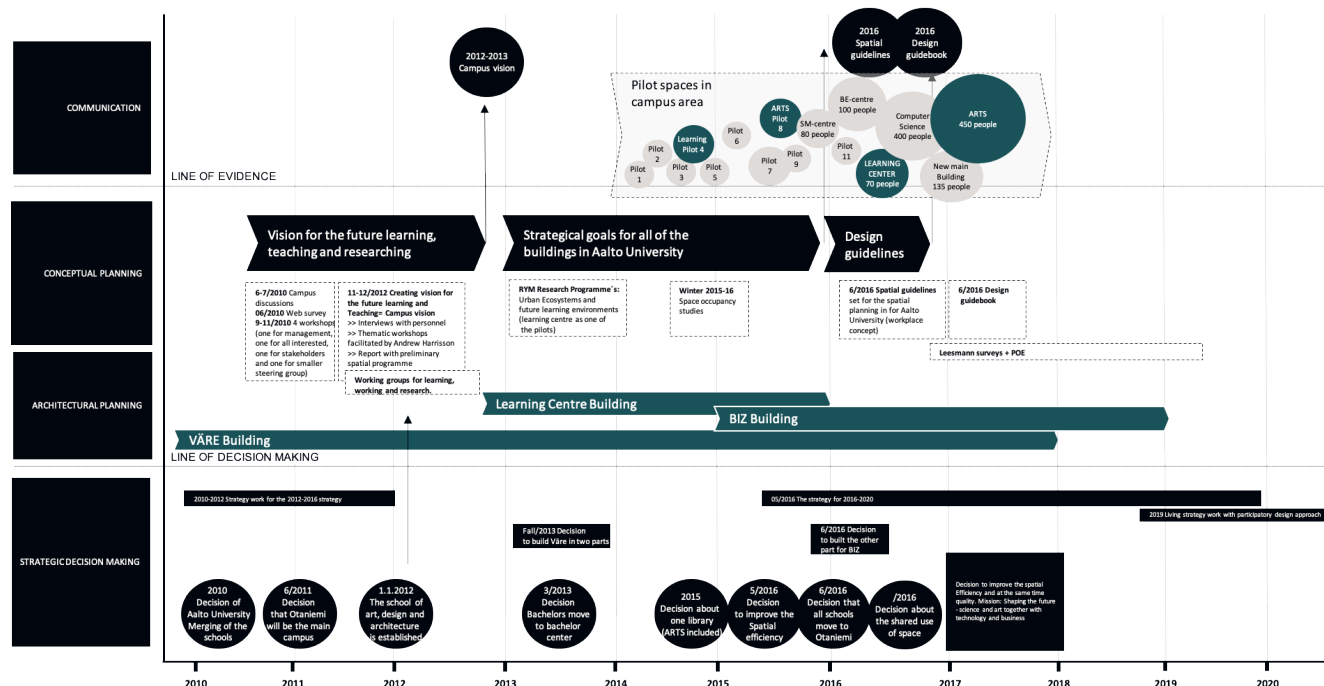 COMMUNICATION
2012-2013
Campus vision
2016
Spatial
guidelines
2016
Design
guidebook
Pilot spaces in
campus area
Pilot
1
Pilot
2
Pilot
3
Learning
Pilot 4
Pilot
5
Pilot
6
Pilot
7
ARTS
Pilot
8
Pilot
9
SM-centre
80 people
Pilot
11
BE-centre
100 people
LEARNING
CENTER
70 people
Computer
Science
400 people
New main
Building
135 people
ARTS
450 people
LINE OF EVIDENCE
CONCEPTUAL PLANNING
Vision for the future learning,
teaching and researching
Strategical goals for all of the
buildings in Aalto University
Design
guidelines
6-7/2010 Campus
discussions
06/2010 Web survey
9-11/2010 4 workshops
(one for management,
one for all interested,
one for stakeholders
and one for smaller
steering group)
11-12/2012 Creating vision for
the future learning and
Teaching= Campus vision
>> Interviews with personnel
>> Thematic workshops
facilitated by Andrew Harrisson
>> Report with preliminary
spatial programme
Working groups for learning,
working and research.
RYM Research Programme´s:
Urban Ecosystems and
future learning environments
(learning centre as one of
the pilots)
Winter 2015-16
Space occupancy
studies
6/2016 Spatial guidelines
set for the spatial
planning in for Aalto
University (workplace
concept)
6/2016 Design
guidebook
Leesmann surveys + POE
ARCHITECTURAL PLANNING
Learning Centre Building
BIZ Building
VÄRE Building
LINE OF DECISION MAKING
STRATEGIC DECISION MAKING
2010-2012 Strategy work for the 2012-2016 strategy
05/2016 The strategy for 2016-2020
2019 Living strategy work with participatory design approach
Fall/2013 Decision
to build Väre in two parts
6/2016 Decision
to built the other
part for BIZ
2010
Decision of
Aalto University
Merging of the
schools
6/2011
Decision
that Otaniemi
will be the main
campus
1.1.2012
The school of
art, design and
architecture
is established
3/2013
Decision
Bachelors move
to bachelor
center
2015
Decision about
one library
(ARTS included)
5/2016
Decision
to improve the
Spatial
efficiency
6/2016
Decision that
all schools
move to
Otaniemi
/2016
Decision about
the shared use
of space
Decision to improve the spatial
Efficiency and at the same time
quality. Mission: Shaping the future
- science and art together with
technology and business
2010
2011
2012
2013
2014
2015
2016
2017
2018
2019
2020